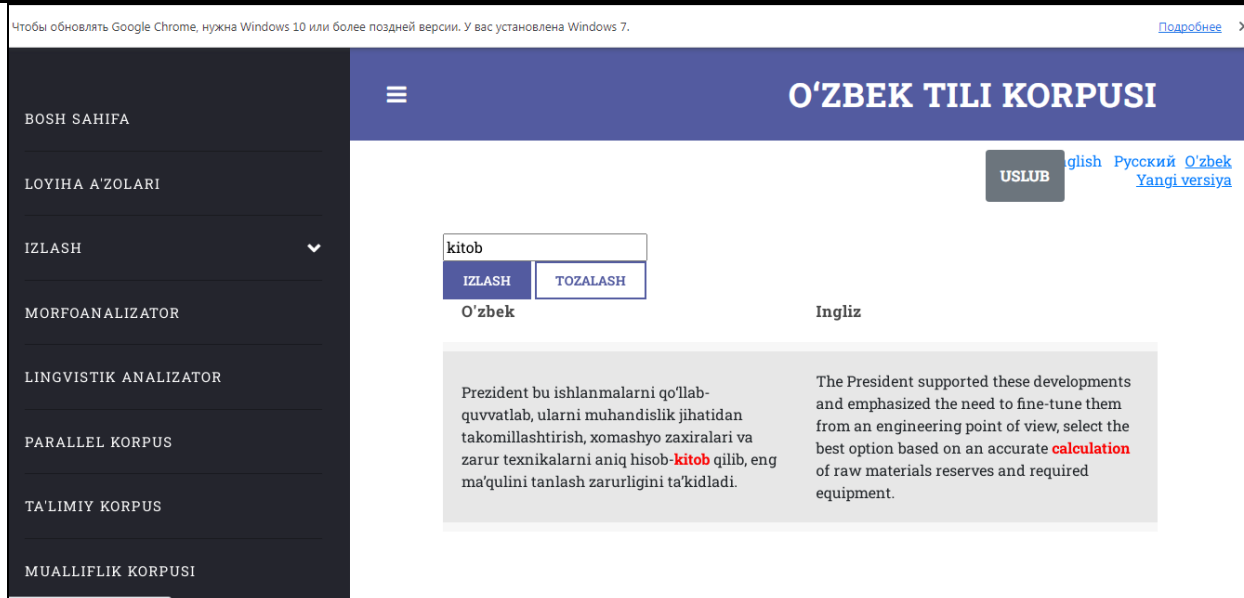 Чтобы обновлять Google Chrome, нужна Windows 10 или более поздней версии. У вас установлена Windows 7.
Подробнее
BOSH SAHIFA
LOYIHA A'ZOLARI
IZLASH
MORFOANALIZATOR
LINGVISTIK ANALIZATOR
PARALLEL KORPUS
TA'LIMIY KORPUS
MUALLIFLIK KORPUSI
O‘ZBEK TILI KORPUSI
USLUB
glish Русский O'zbek
Yangi versiya
kitob
IZLASH TOZALASH
O'zbek
Prezident bu ishlanmalarni qo‘llab-
quvvatlab, ularni muhandislik jihatidan
takomillashtirish, xomashyo zaxiralari va
zarur texnikalarni aniq hisob-kitob qilib, eng
ma’qulini tanlash zarurligini ta’kidladi.
Ingliz
The President supported these developments
and emphasized the need to fine-tune them
from an engineering point of view, select the
best option based on an accurate calculation
of raw materials reserves and required
equipment.